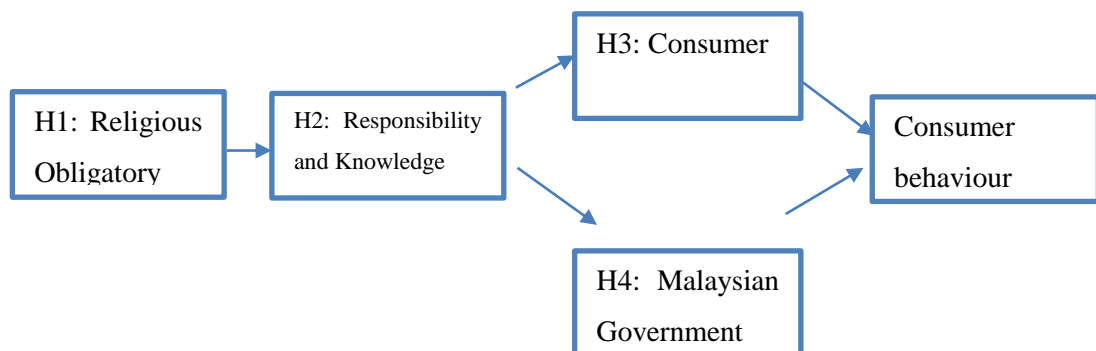 H1: Religious
Obligatory
H2: Responsibility
and Knowledge
H3: Consumer
H4: Malaysian
Government
Consumer
behaviour